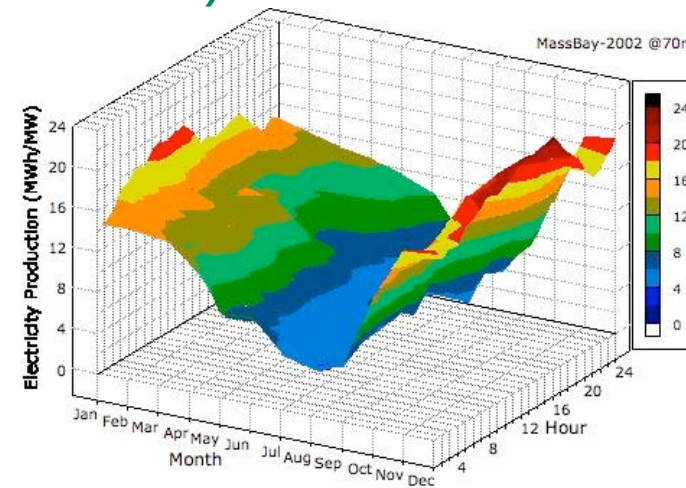 MassBay-2002 @70m
Electricity Production (MWh/MW)
24
20
16
12
8
4
0
24
20
16
12
8
4
0
Jan Feb Mar Apr May Jun Jul Aug Sep Oct Nov Dec
Month
4 8 12 16 20 24
Hour